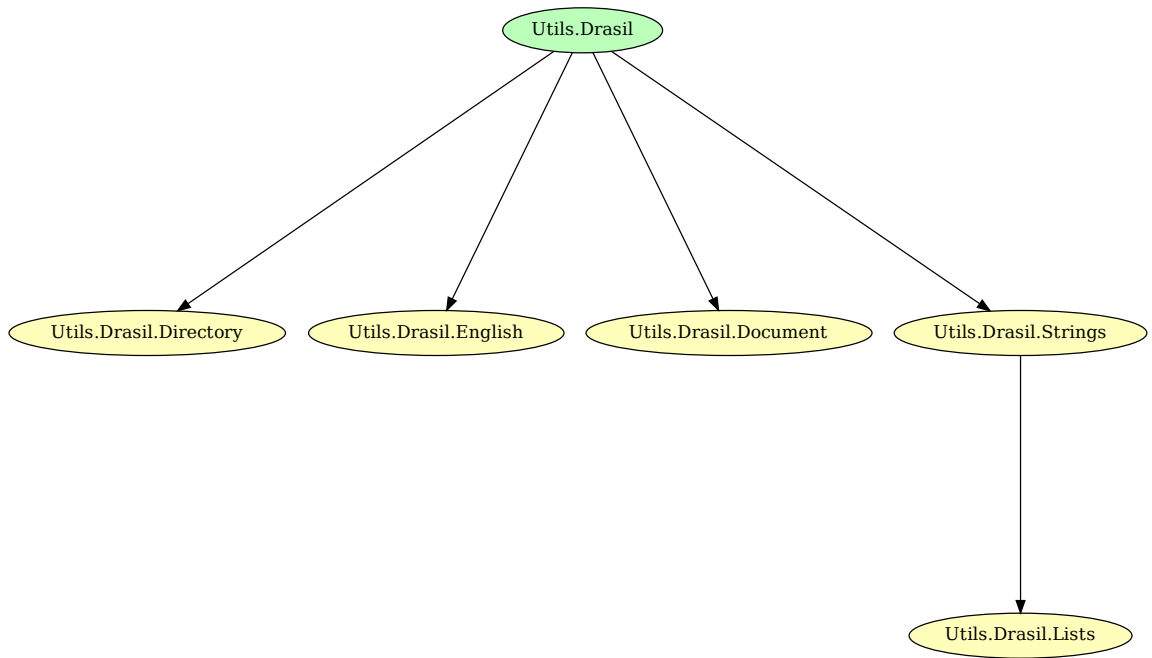 Utils.Drasil
Utils.Drasil.Directory
Utils.Drasil.English
Utils.Drasil.Document
Utils.Drasil.Strings
Utils.Drasil.Lists